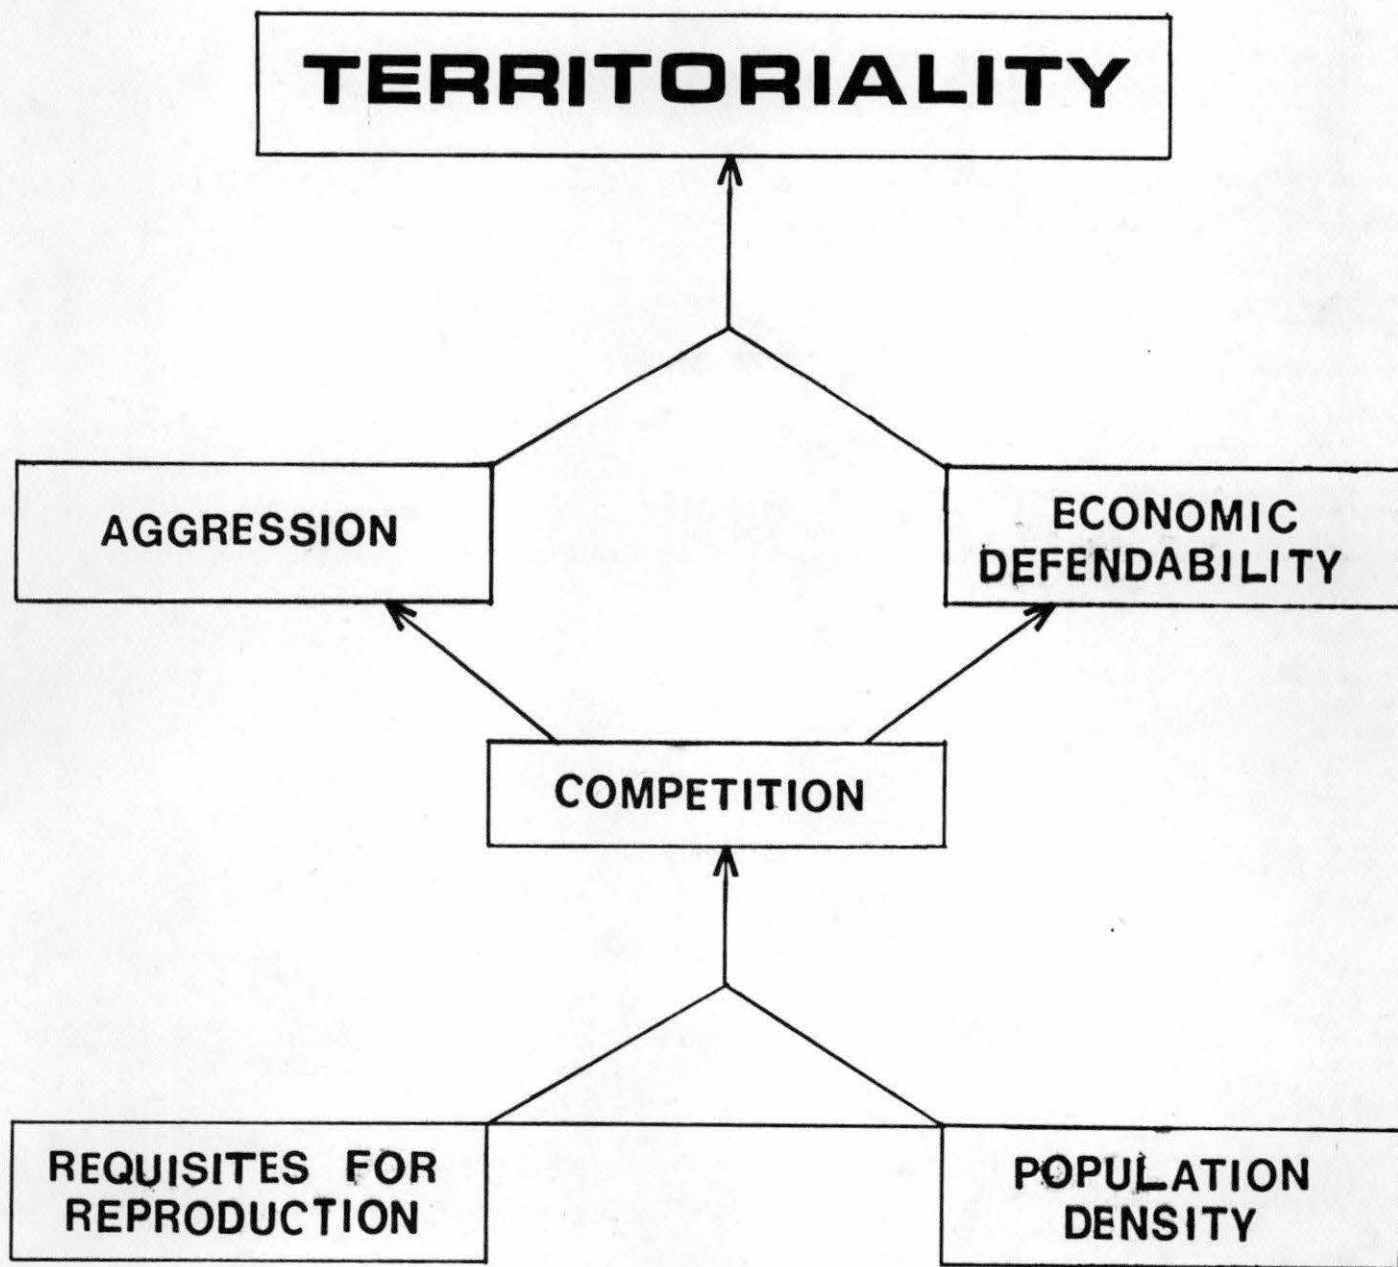 TERRITORIALITY
AGGRESSION
ECONOMIC
DEFENDABILITY
COMPETITION
REQUISITES FOR
REPRODUCTION
POPULATION
DENSITY